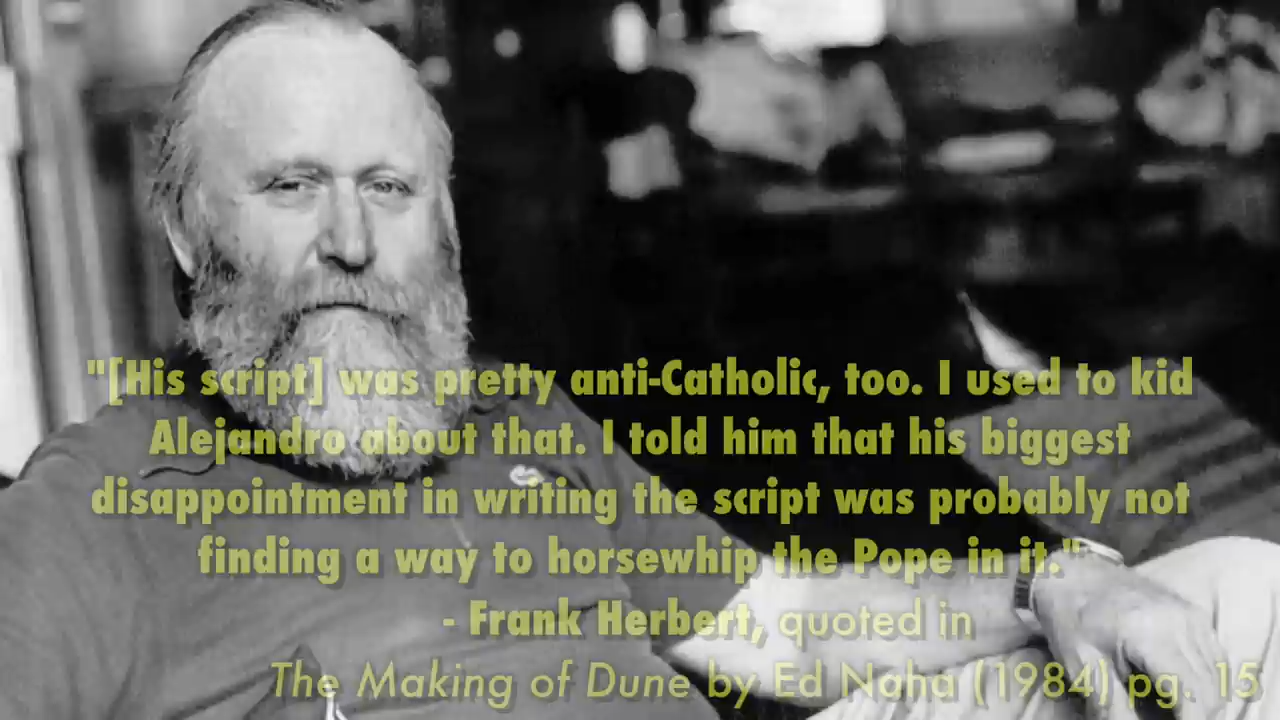 "[His script] was pretty anti-Catholic, too. I used to kid
Alejandro about that. I told him that his biggest
disappointment in writing the script was probably not
finding a way to horsewhip the Pope in it."
- Frank Herbert, quoted in
The Making of Dune by Ed Naha (1984) pg. 15